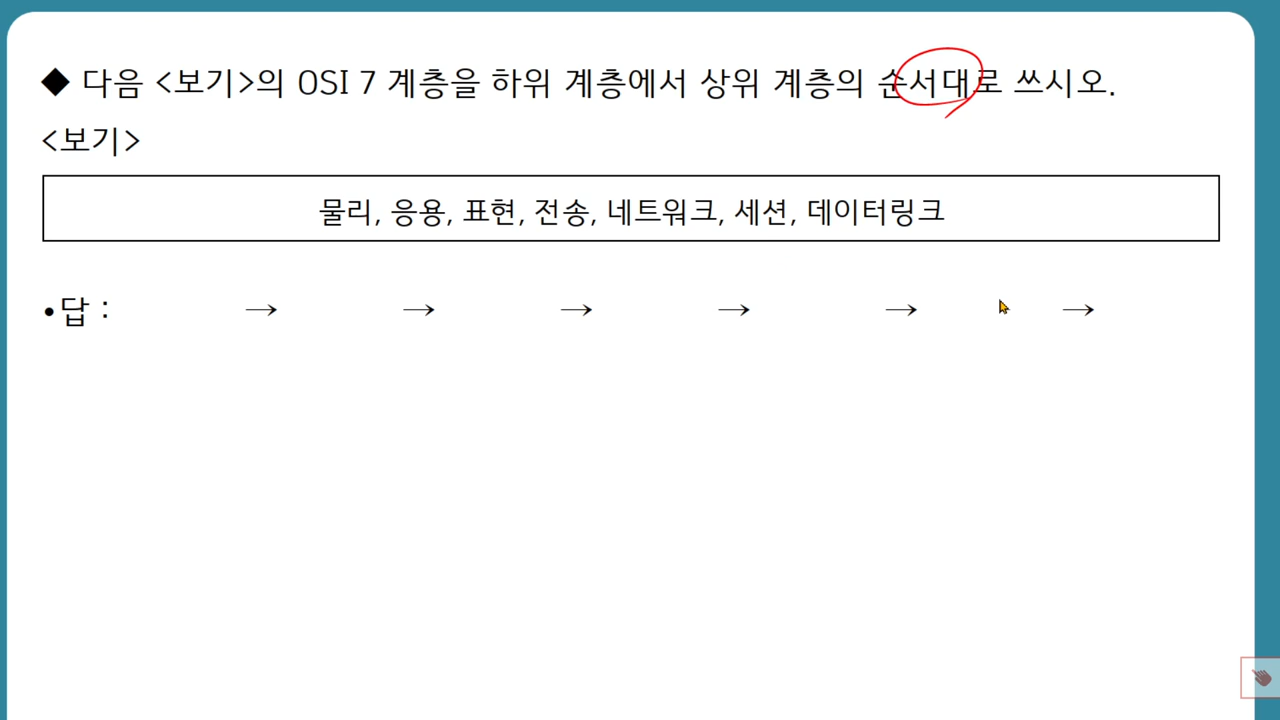 ◆ 다음 <보기>의 OSI 7 계층을 하위 계층에서 상위 계층의 순서대로 쓰시오.
<보기>
물리, 응용, 표현, 전송, 네트워크, 세션, 데이터링크
•답 : → → → → → →